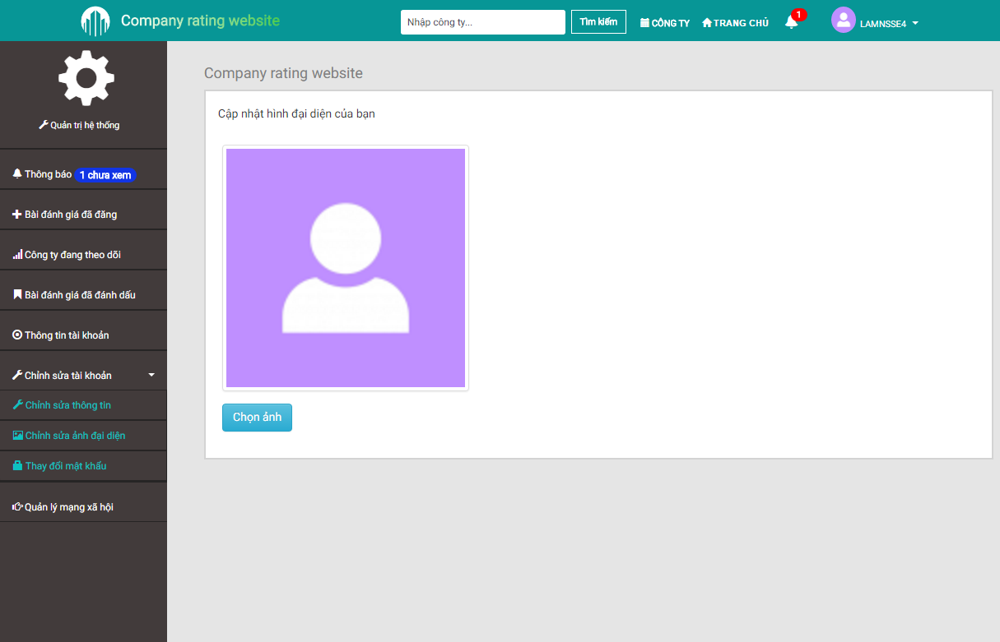 Company rating website
Nhập công ty...
Tìm kiếm
CÔNG TY
TRANG CHỦ
1
LAMNSSE4
Quản trị hệ thống
Thông báo 1 chưa xem
Bài đánh giá đã đăng
Công ty đang theo dõi
Bài đánh giá đã đánh dấu
Thông tin tài khoản
Chỉnh sửa tài khoản
Chỉnh sửa thông tin
Chỉnh sửa ảnh đại diện
Thay đổi mật khẩu
Quản lý mạng xã hội
Company rating website
Cập nhật hình đại diện của bạn
Chọn ảnh